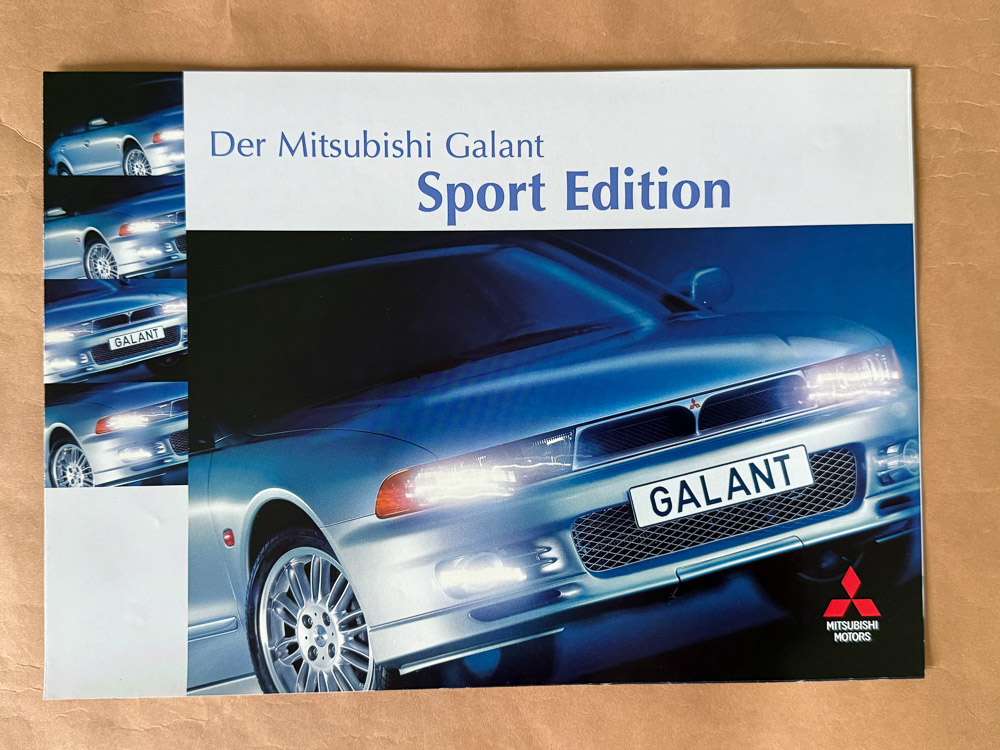 Der Mitsubishi Galant
Sport Edition
GALANT
GALANT
MITSUBISHI
MOTORS